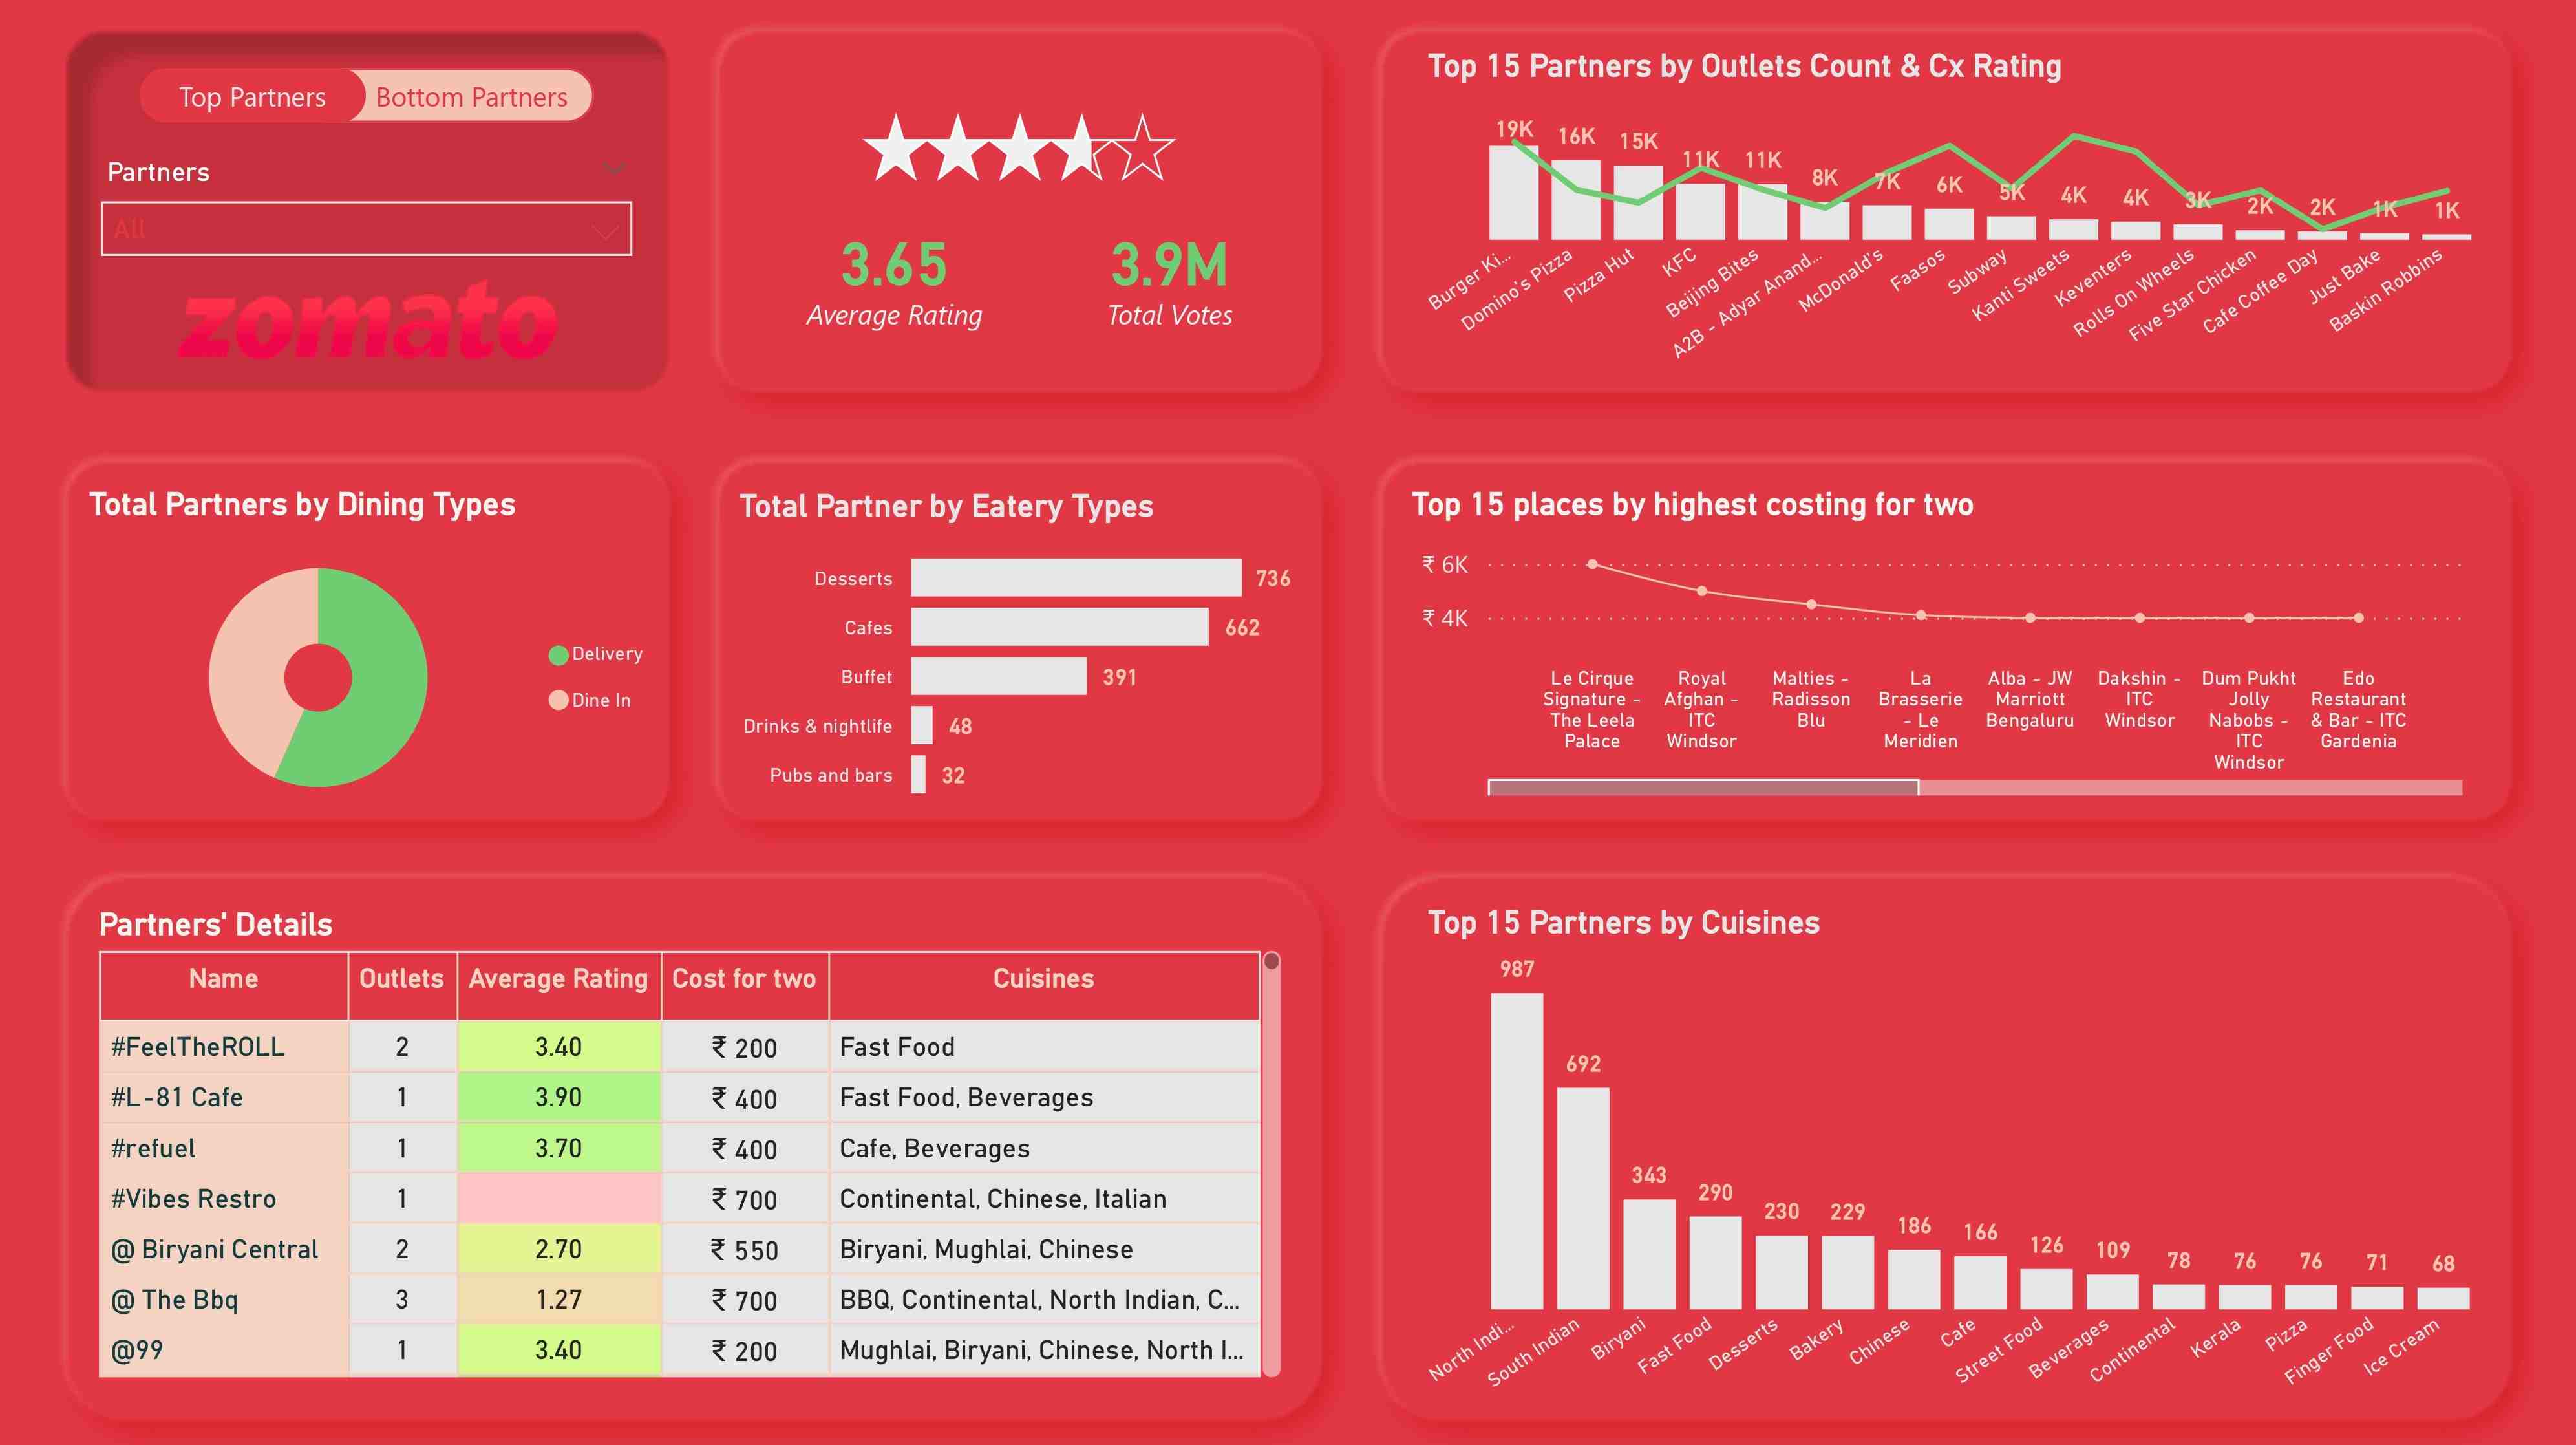 Top Partners
Bottom Partners
Partners
All
zomato
3.65
Average Rating
3.9M
Total Votes
Top 15 Partners by Outlets Count & Cx Rating
19K
16K
15K
11K
11K
8K
7K
6K
5K
4K
4K
3K
2K
2K
1K
1K
Burger Ki...
Domino's Pizza
Pizza Hut
KFC
Beijing Bites
A2B - Adyar Anand...
McDonald's
Faasos
Subway
Kanti Sweets
Keventers
Rolls On Wheels
Five Star Chicken
Cafe Coffee Day
Just Bake
Baskin Robbins
Total Partners by Dining Types
Delivery
Dine In
Total Partner by Eatery Types
Desserts 736
Cafes 662
Buffet 391
Drinks & nightlife 48
Pubs and bars 32
Top 15 places by highest costing for two
₹ 6K
₹ 4K
Le Cirque
Signature -
The Leela
Palace
Royal
Afghan -
ITC
Windsor
Malties -
Radisson
Blu
La
Brasserie
- Le
Meridien
Alba - JW
Marriott
Bengaluru
Dakshin -
ITC
Windsor
Dum Pukht
Jolly
Nabobs -
ITC
Windsor
Edo
Restaurant
& Bar - ITC
Gardenia
Partners' Details
Name Outlets Average Rating Cost for two Cuisines
#FeelTheROLL 2 3.40 ₹ 200 Fast Food
#L-81 Cafe 1 3.90 ₹ 400 Fast Food, Beverages
#refuel 1 3.70 ₹ 400 Cafe, Beverages
#Vibes Restro 1 ₹ 700 Continental, Chinese, Italian
@ Biryani Central 2 2.70 ₹ 550 Biryani, Mughlai, Chinese
@ The Bbq 3 1.27 ₹ 700 BBQ, Continental, North Indian, C...
@99 1 3.40 ₹ 200 Mughlai, Biryani, Chinese, North I...
Top 15 Partners by Cuisines
987
692
343
290
230
229
186
166
126
109
78
76
76
71
68
North Indi...
South Indian
Biryani
Fast Food
Desserts
Bakery
Chinese
Cafe
Street Food
Beverages
Continental
Kerala
Pizza
Finger Food
Ice Cream